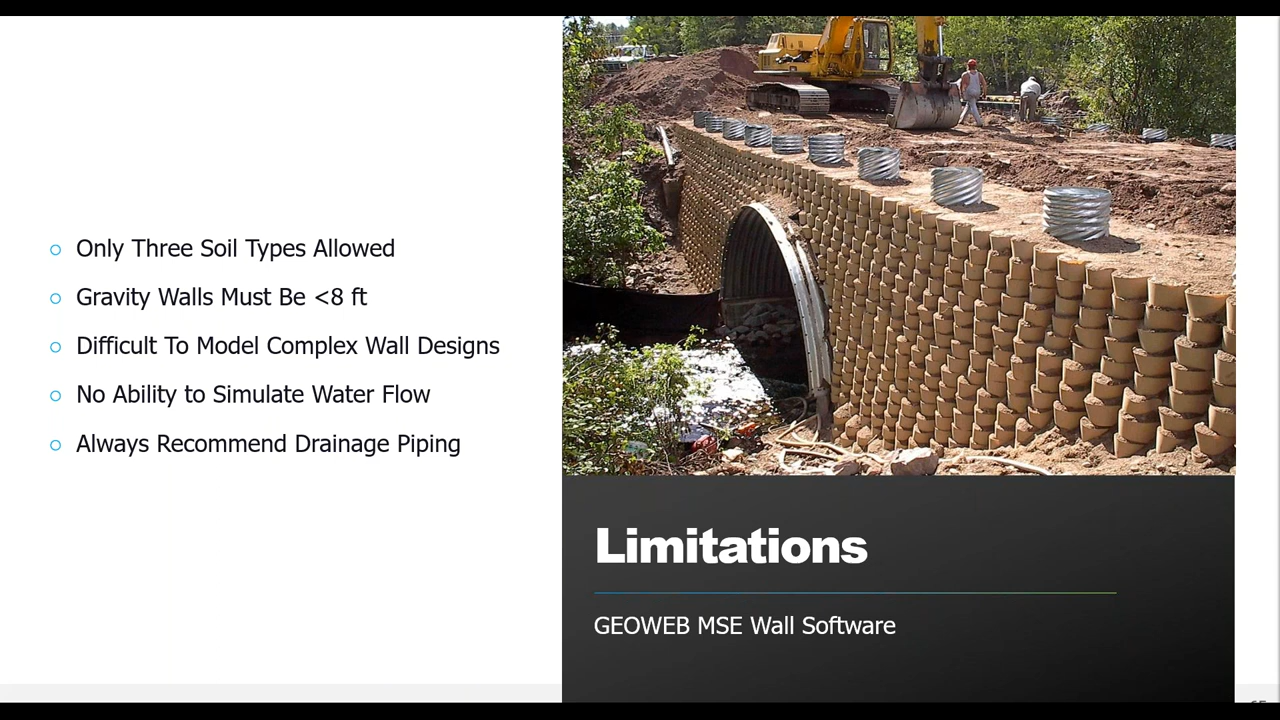 Only Three Soil Types Allowed
Gravity Walls Must Be <8 ft
Difficult To Model Complex Wall Designs
No Ability to Simulate Water Flow
Always Recommend Drainage Piping
Limitations
GEOWEB MSE Wall Software